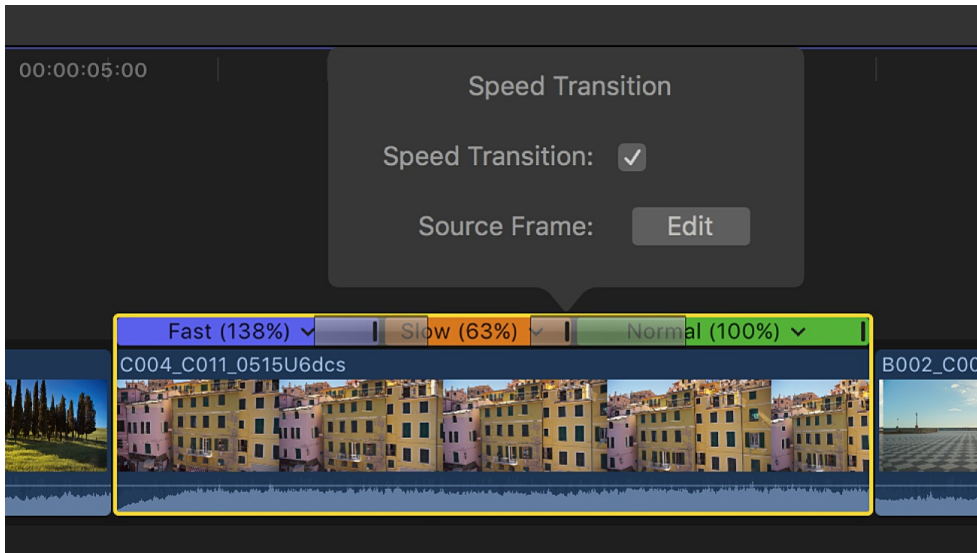 00:00:05:00
Speed Transition
Speed Transition:
Source Frame: Edit
Fast (138%) Slow (63%) Normal (100%)
C004_C011_0515U6dcs B002_C00